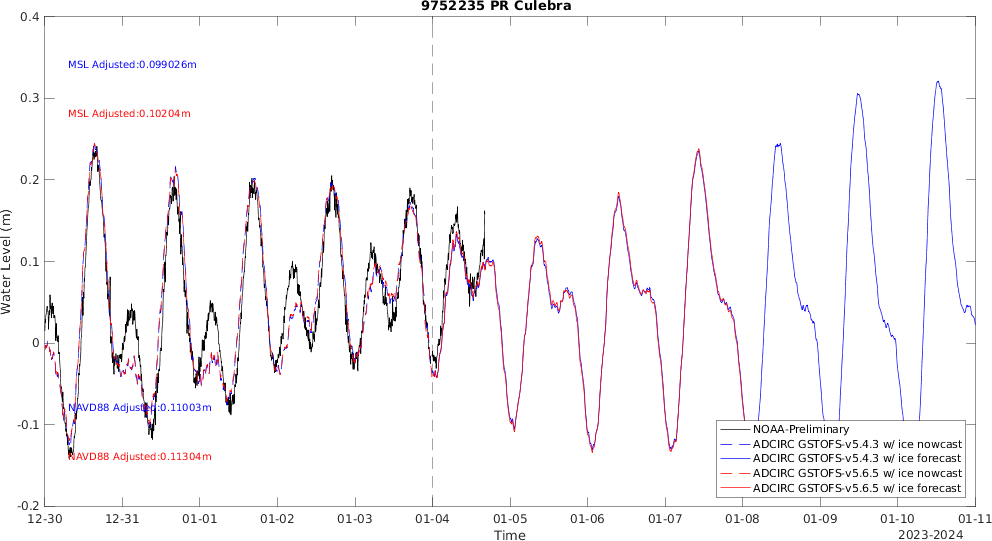 9752235 PR Culebra
0.4
0.3
0.2
0.1
0
-0.1
-0.2
Water Level (m)
MSL Adjusted:0.099026m
MSL Adjusted:0.10204m
NAVD88 Adjusted:0.11003m
NAVD88 Adjusted:0.11304m
NOAA-Preliminary
ADCIRC GSTOFS-v5.4.3 w/ ice nowcast
ADCIRC GSTOFS-v5.4.3 w/ ice forecast
ADCIRC GSTOFS-v5.6.5 w/ ice nowcast
ADCIRC GSTOFS-v5.6.5 w/ ice forecast
12-30 12-31 01-01 01-02 01-03 01-04 01-05 01-06 01-07 01-08 01-09 01-10 01-11
Time
2023-2024